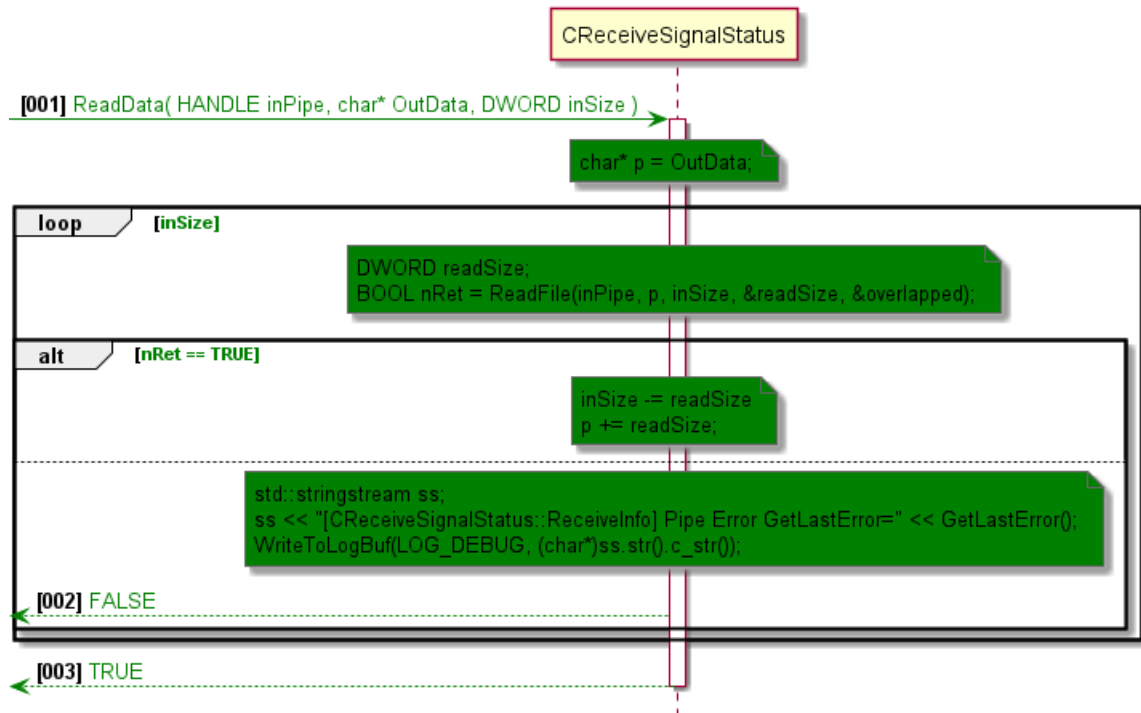 CReceiveSignalStatus
[001] ReadData( HANDLE inPipe, char* OutData, DWORD inSize )
char* p = OutData;
loop [inSize]
DWORD readSize;
BOOL nRet = ReadFile(inPipe, p, inSize, &readSize, &overlapped);
alt [nRet == TRUE]
inSize -= readSize
p += readSize;
std::stringstream ss;
ss << "[CReceiveSignalStatus::ReceiveInfo] Pipe Error GetLastError=" << GetLastError();
WriteToLogBuf(LOG_DEBUG, (char*)ss.str().c_str());
[002] FALSE
[003] TRUE